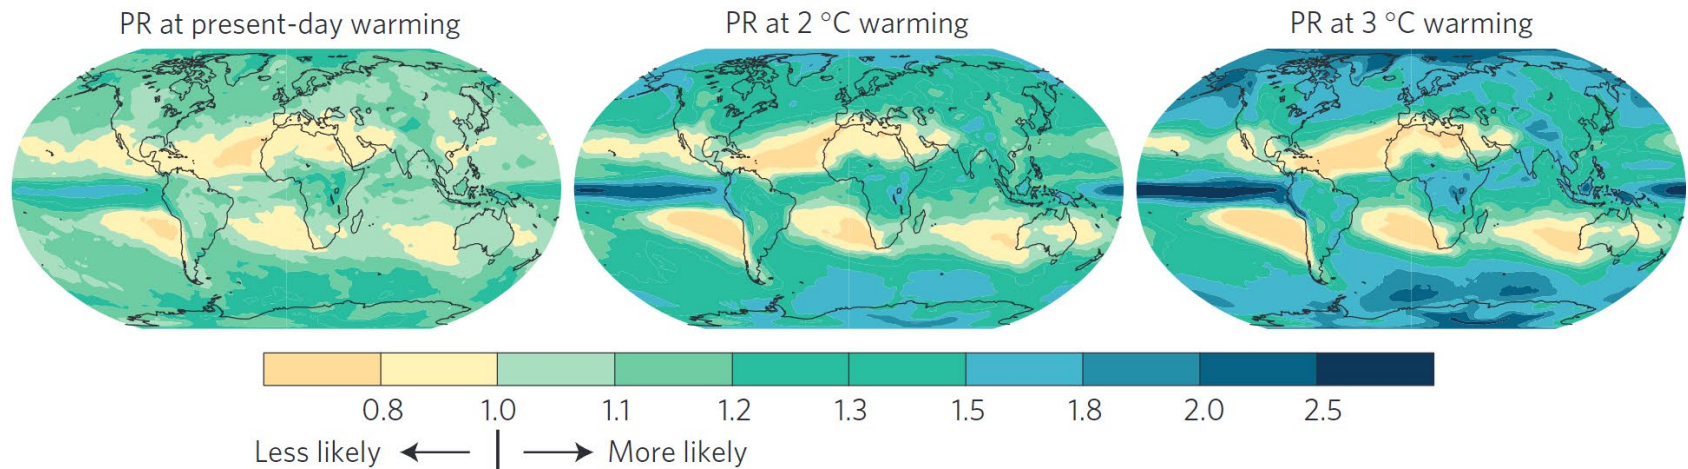 PR at present-day warming
PR at 2 °C warming
PR at 3 °C warming
0.8 1.0 1.1 1.2 1.3 1.5 1.8 2.0 2.5
Less likely ← → More likely